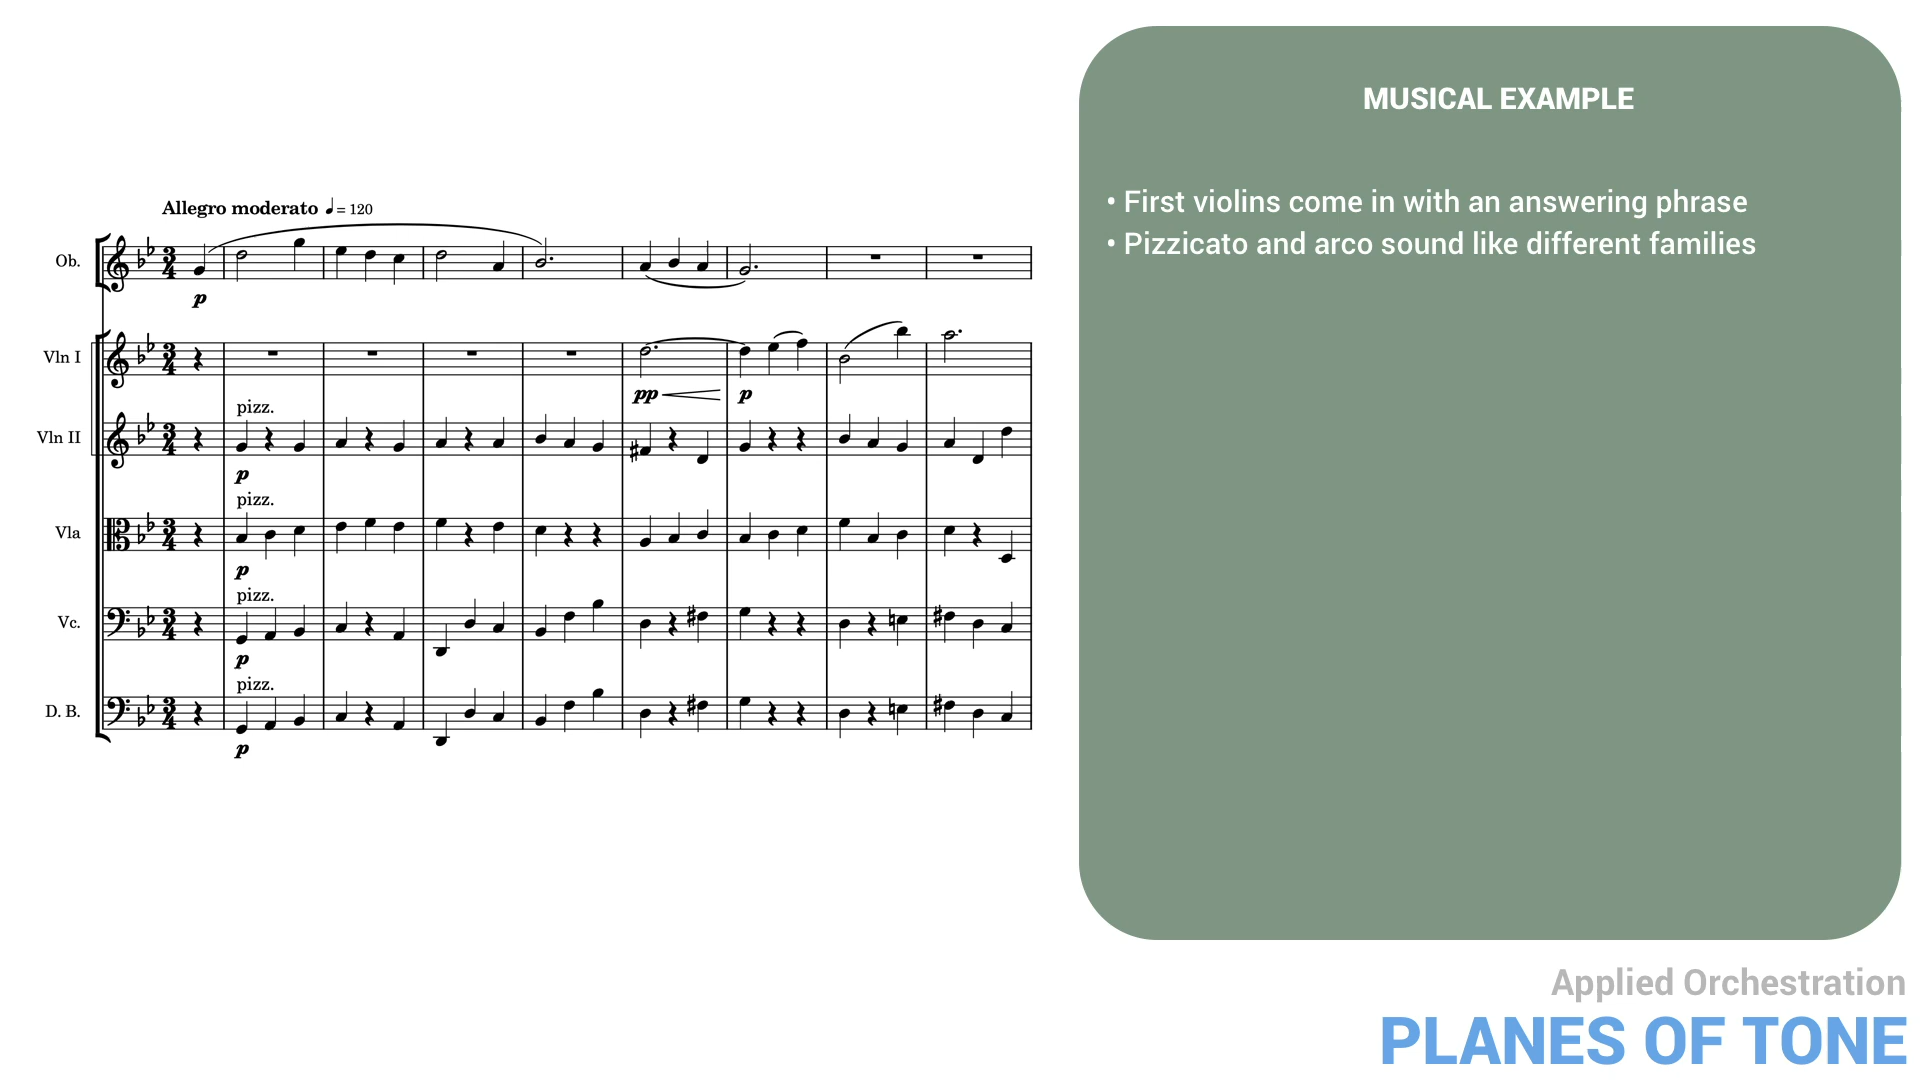 MUSICAL EXAMPLE
• First violins come in with an answering phrase
• Pizzicato and arco sound like different families
Allegro moderato ♩= 120
Ob.
p
Vln I
pp
p
pizz.
Vln II
p
pizz.
Vla
p
pizz.
Vc.
p
pizz.
D. B.
p
Applied Orchestration
PLANES OF TONE